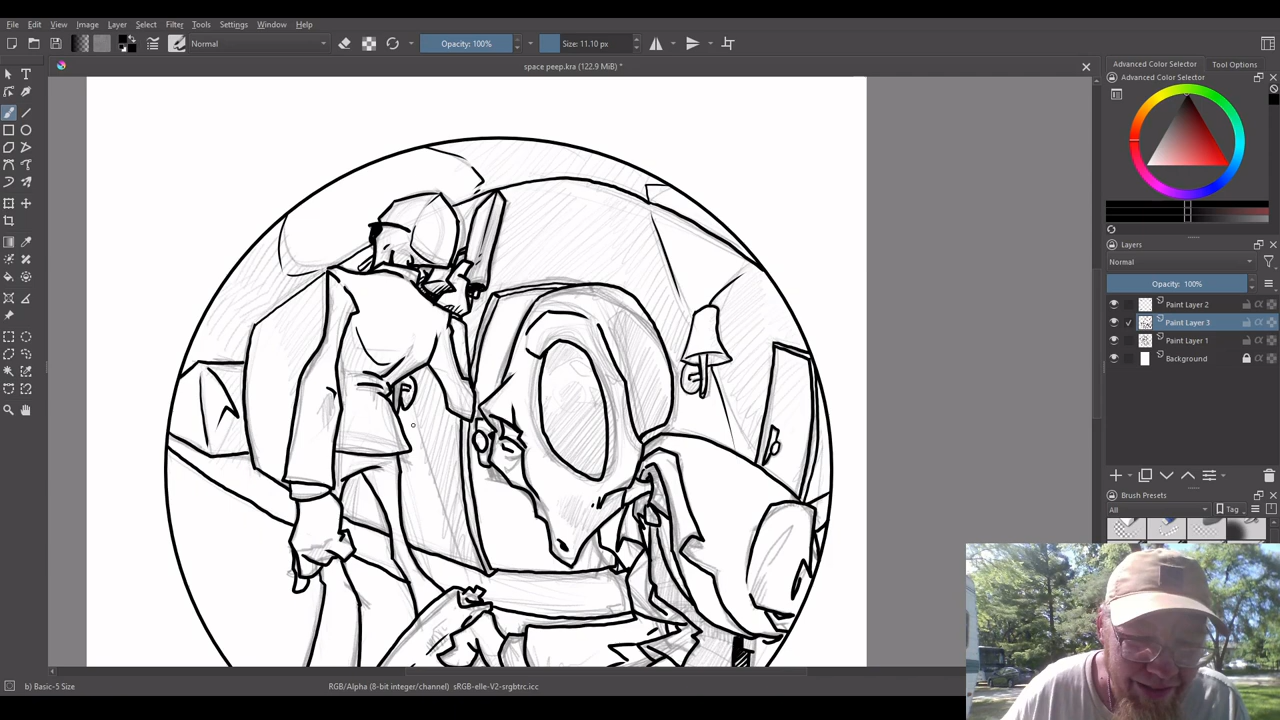 File Edit View Image Layer Select Filter Tools Settings Window Help
Normal Opacity: 100% Size: 11.10 px
space peep.kra (122.9 MiB) *
Advanced Color Selector Tool Options
Advanced Color Selector
Layers
Normal
Opacity: 100%
Paint Layer 2
Paint Layer 3
Paint Layer 1
Background
Brush Presets
All Tag
b) Basic-5 Size RGB/Alpha (8-bit integer/channel) sRGB-elle-V2-srgbtrc.icc